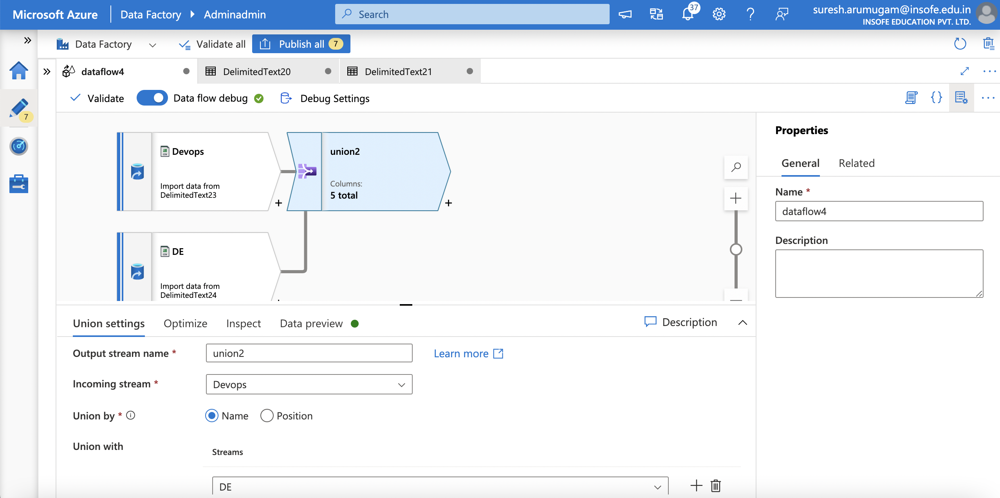 Microsoft Azure
Data Factory
Adminadmin
Search
37
suresh.arumugam@insofe.edu.in
INSOFE EDUCATION PVT. LTD.
Data Factory
Validate all
Publish all 7
dataflow4
DelimitedText20
DelimitedText21
Validate
Data flow debug
Debug Settings
7
Devops
Import data from
DelimitedText23
+
union2
Columns:
5 total
+
DE
Import data from
DelimitedText24
Properties
General
Related
Name *
dataflow4
Description
Union settings
Optimize
Inspect
Data preview
Description
Output stream name *
union2
Learn more
Incoming stream *
Devops
Union by *
Name
Position
Union with
Streams
DE